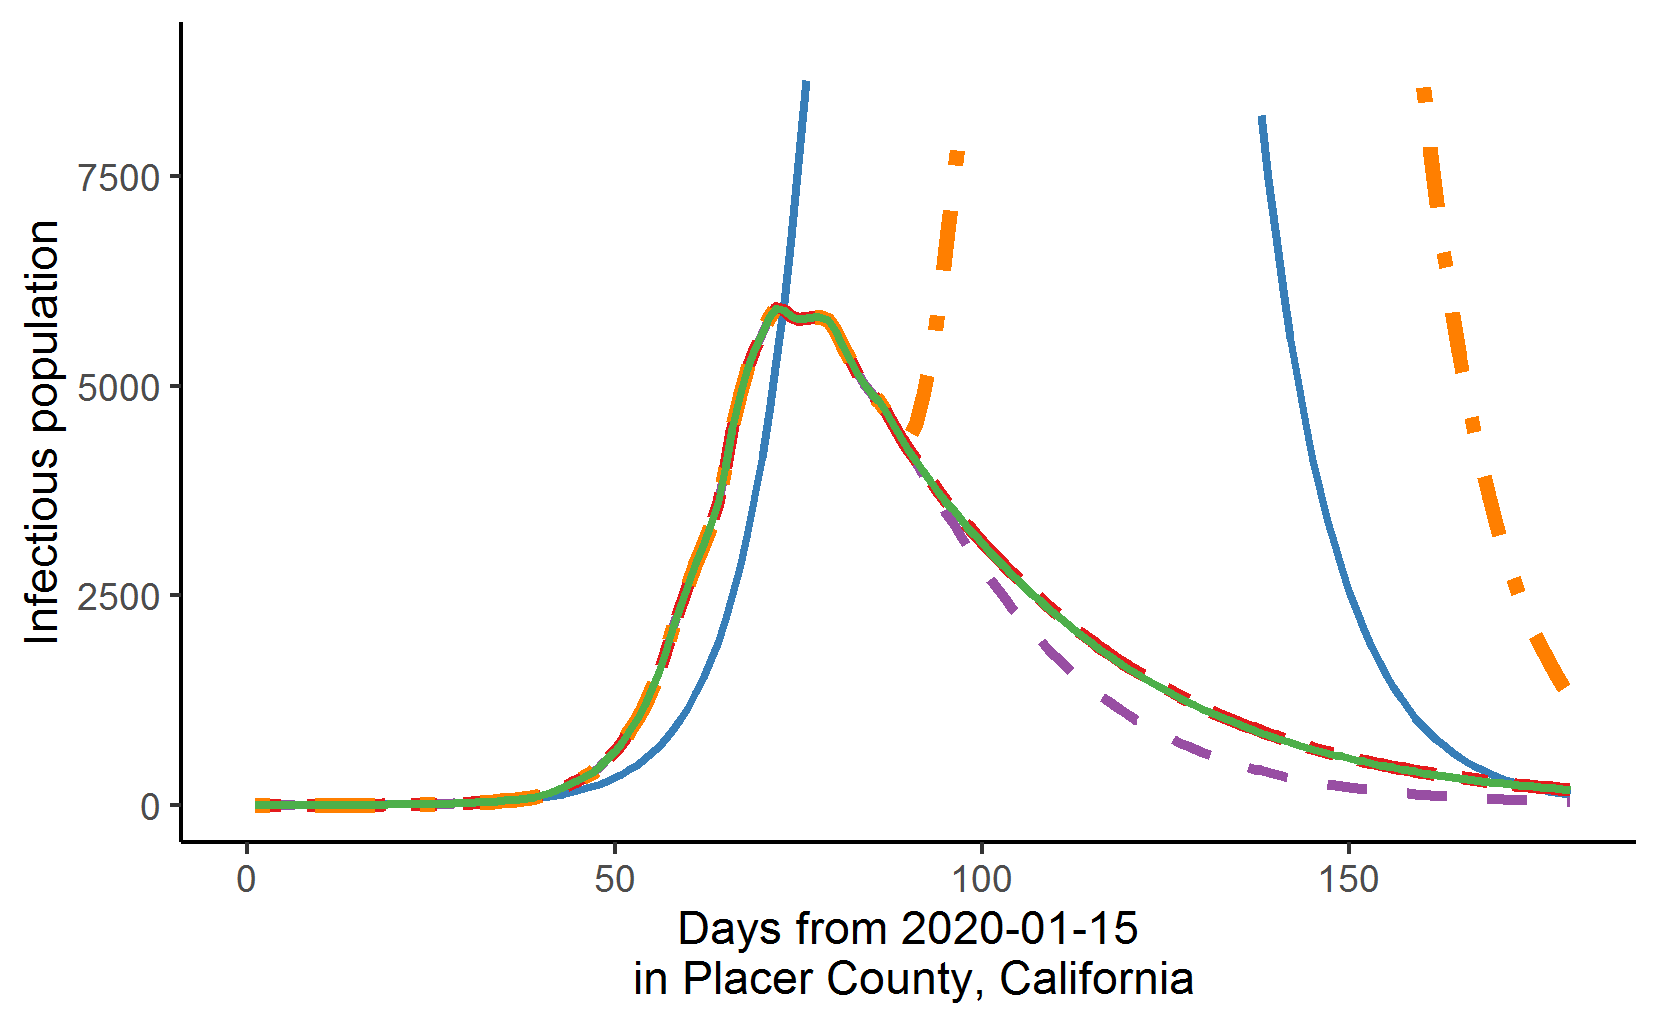 Infectious population
7500
5000
2500
0
0 50 100 150
Days from 2020-01-15
in Placer County, California